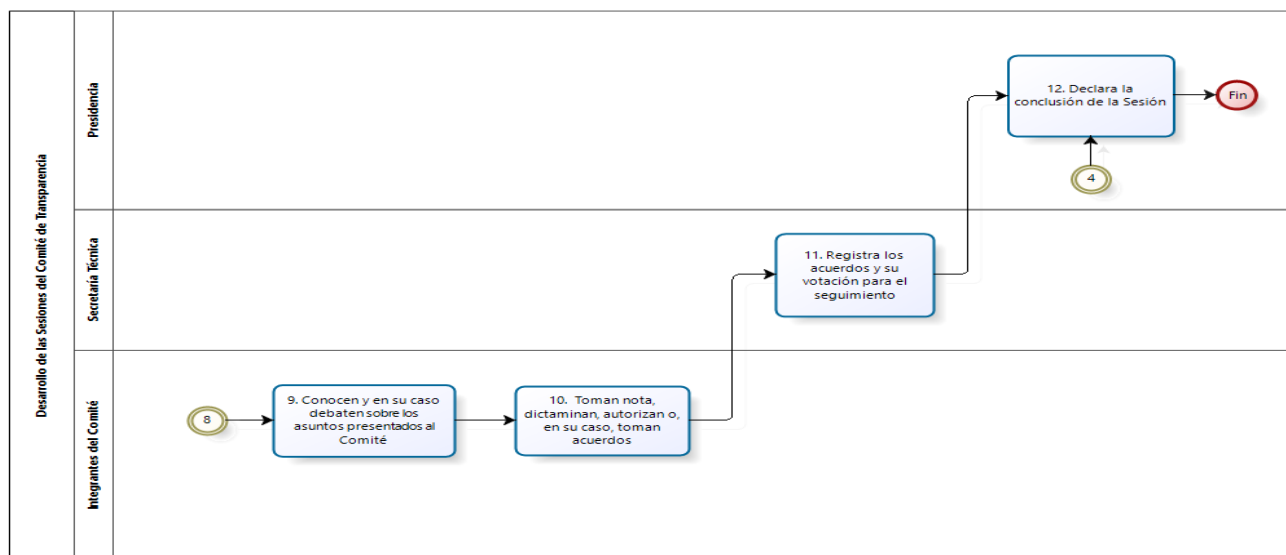 Desarrollo de las Sesiones del Comité de Transparencia
Presidencia
12. Declara la
conclusión de la Sesión
Fin
4
Secretaría Técnica
11. Registra los
acuerdos y su
votación para el
seguimiento
Integrantes del Comité
8
9. Conocen y en su caso
debaten sobre los
asuntos presentados al
Comité
10. Toman nota,
dictaminan, autorizan o,
en su caso, toman
acuerdos